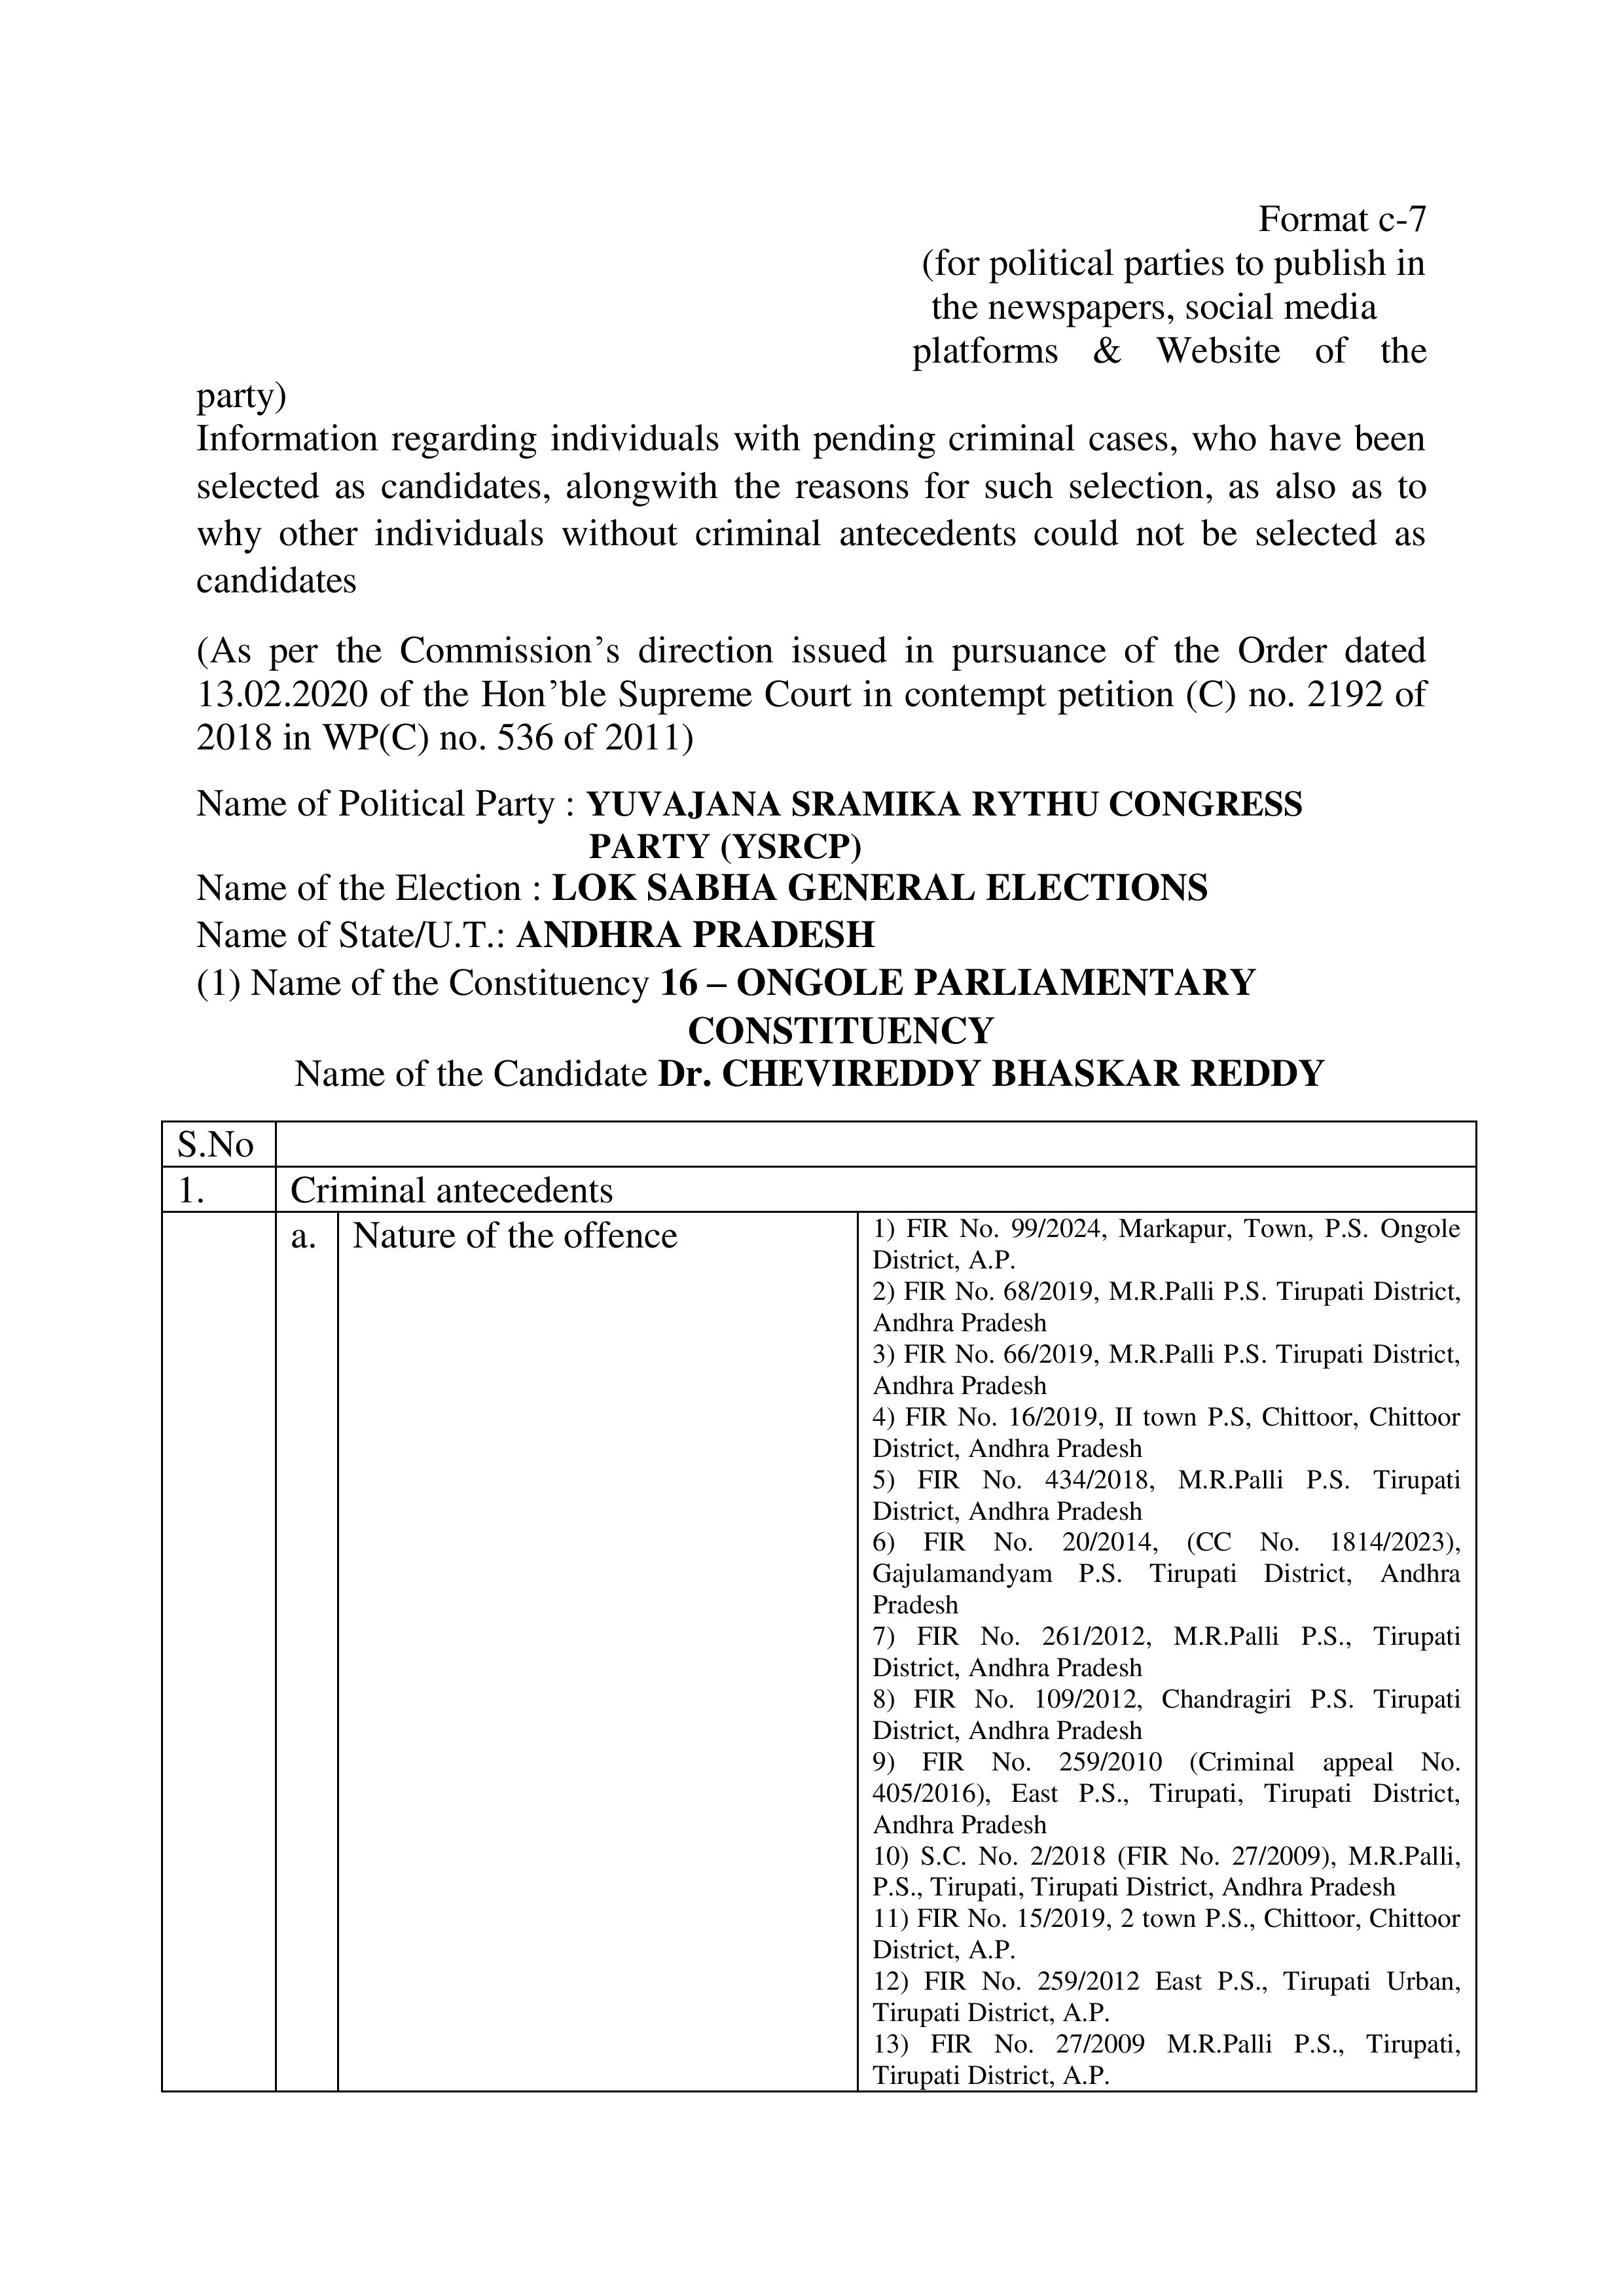 Format c-7
(for political parties to publish in
the newspapers, social media
platforms & Website of the
party)
Information regarding individuals with pending criminal cases, who have been
selected as candidates, alongwith the reasons for such selection, as also as to
why other individuals without criminal antecedents could not be selected as
candidates
(As per the Commission’s direction issued in pursuance of the Order dated
13.02.2020 of the Hon’ble Supreme Court in contempt petition (C) no. 2192 of
2018 in WP(C) no. 536 of 2011)
Name of Political Party : YUVAJANA SRAMIKA RYTHU CONGRESS
PARTY (YSRCP)
Name of the Election : LOK SABHA GENERAL ELECTIONS
Name of State/U.T.: ANDHRA PRADESH
(1) Name of the Constituency 16 – ONGOLE PARLIAMENTARY
CONSTITUENCY
Name of the Candidate Dr. CHEVIREDDY BHASKAR REDDY
S.No
1. Criminal antecedents
a. Nature of the offence
1) FIR No. 99/2024, Markapur, Town, P.S. Ongole
District, A.P.
2) FIR No. 68/2019, M.R.Palli P.S. Tirupati District,
Andhra Pradesh
3) FIR No. 66/2019, M.R.Palli P.S. Tirupati District,
Andhra Pradesh
4) FIR No. 16/2019, II town P.S, Chittoor, Chittoor
District, Andhra Pradesh
5) FIR No. 434/2018, M.R.Palli P.S. Tirupati
District, Andhra Pradesh
6) FIR No. 20/2014, (CC No. 1814/2023),
Gajulamandyam P.S. Tirupati District, Andhra
Pradesh
7) FIR No. 261/2012, M.R.Palli P.S., Tirupati
District, Andhra Pradesh
8) FIR No. 109/2012, Chandragiri P.S. Tirupati
District, Andhra Pradesh
9) FIR No. 259/2010 (Criminal appeal No.
405/2016), East P.S., Tirupati, Tirupati District,
Andhra Pradesh
10) S.C. No. 2/2018 (FIR No. 27/2009), M.R.Palli,
P.S., Tirupati, Tirupati District, Andhra Pradesh
11) FIR No. 15/2019, 2 town P.S., Chittoor, Chittoor
District, A.P.
12) FIR No. 259/2012 East P.S., Tirupati Urban,
Tirupati District, A.P.
13) FIR No. 27/2009 M.R.Palli P.S., Tirupati,
Tirupati District, A.P.